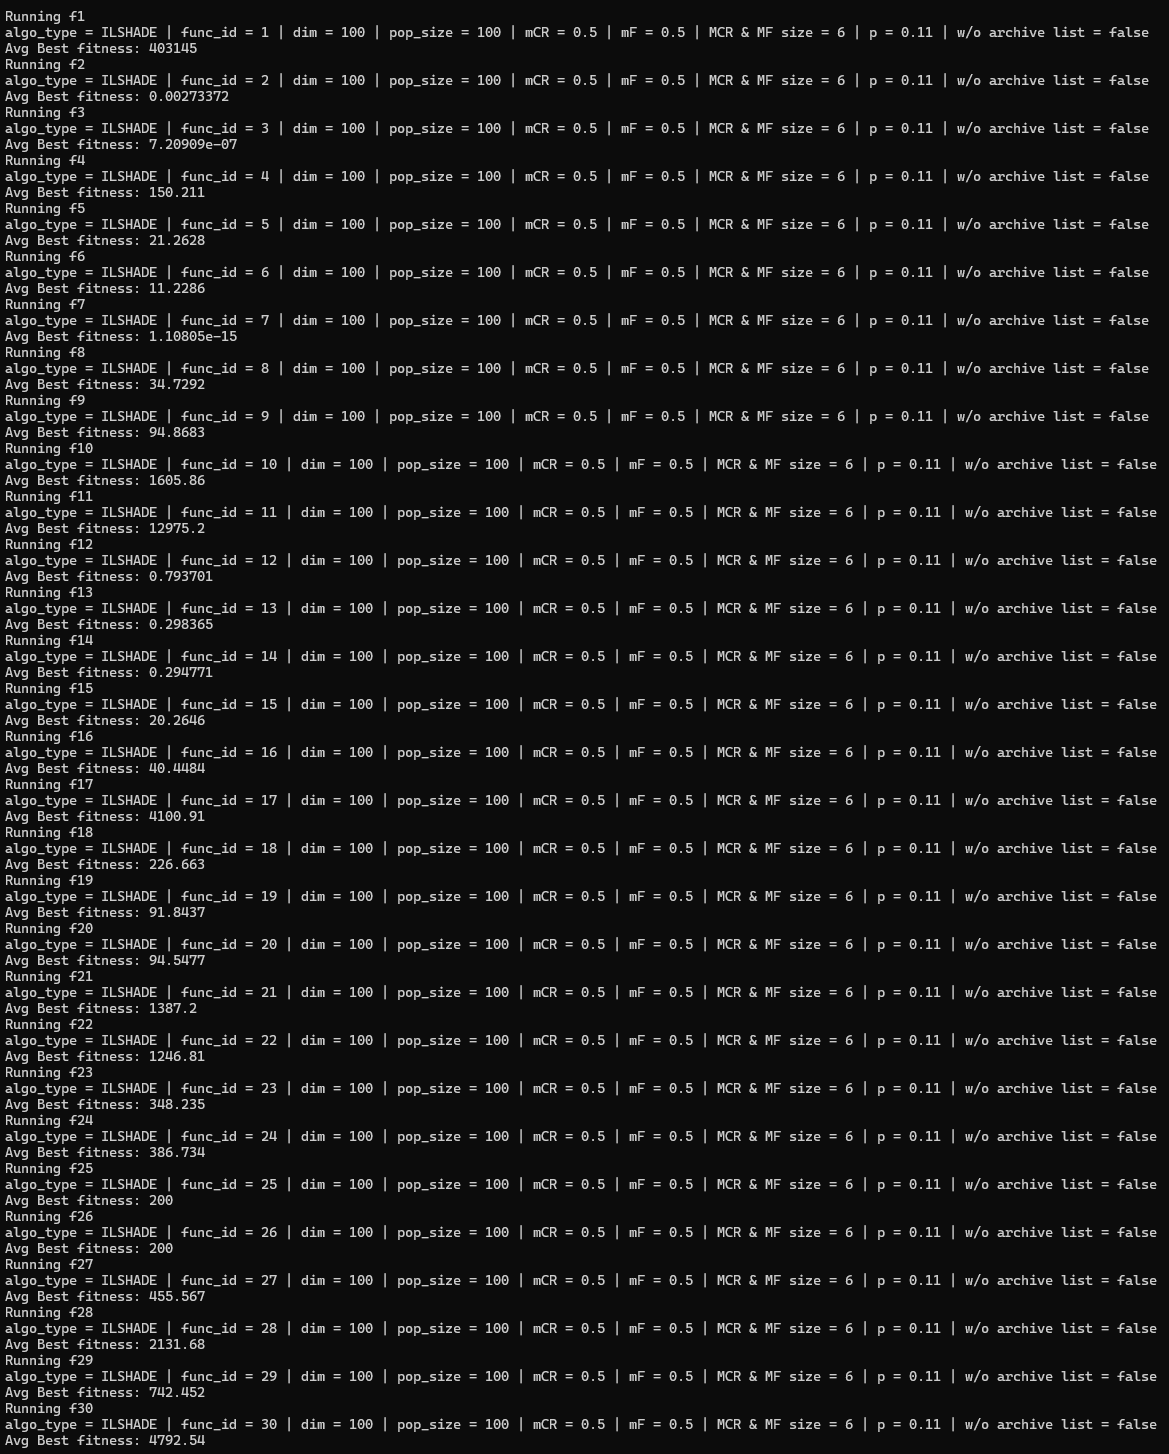 Running f1
algo_type = ILSHADE | func_id = 1 | dim = 100 | pop_size = 100 | mCR = 0.5 | mF = 0.5 | MCR & MF size = 6 | p = 0.11 | w/o archive list = false
Avg Best fitness: 403145
Running f2
algo_type = ILSHADE | func_id = 2 | dim = 100 | pop_size = 100 | mCR = 0.5 | mF = 0.5 | MCR & MF size = 6 | p = 0.11 | w/o archive list = false
Avg Best fitness: 0.00273372
Running f3
algo_type = ILSHADE | func_id = 3 | dim = 100 | pop_size = 100 | mCR = 0.5 | mF = 0.5 | MCR & MF size = 6 | p = 0.11 | w/o archive list = false
Avg Best fitness: 7.20909e-07
Running f4
algo_type = ILSHADE | func_id = 4 | dim = 100 | pop_size = 100 | mCR = 0.5 | mF = 0.5 | MCR & MF size = 6 | p = 0.11 | w/o archive list = false
Avg Best fitness: 150.211
Running f5
algo_type = ILSHADE | func_id = 5 | dim = 100 | pop_size = 100 | mCR = 0.5 | mF = 0.5 | MCR & MF size = 6 | p = 0.11 | w/o archive list = false
Avg Best fitness: 21.2628
Running f6
algo_type = ILSHADE | func_id = 6 | dim = 100 | pop_size = 100 | mCR = 0.5 | mF = 0.5 | MCR & MF size = 6 | p = 0.11 | w/o archive list = false
Avg Best fitness: 11.2286
Running f7
algo_type = ILSHADE | func_id = 7 | dim = 100 | pop_size = 100 | mCR = 0.5 | mF = 0.5 | MCR & MF size = 6 | p = 0.11 | w/o archive list = false
Avg Best fitness: 1.10805e-15
Running f8
algo_type = ILSHADE | func_id = 8 | dim = 100 | pop_size = 100 | mCR = 0.5 | mF = 0.5 | MCR & MF size = 6 | p = 0.11 | w/o archive list = false
Avg Best fitness: 34.7292
Running f9
algo_type = ILSHADE | func_id = 9 | dim = 100 | pop_size = 100 | mCR = 0.5 | mF = 0.5 | MCR & MF size = 6 | p = 0.11 | w/o archive list = false
Avg Best fitness: 94.8683
Running f10
algo_type = ILSHADE | func_id = 10 | dim = 100 | pop_size = 100 | mCR = 0.5 | mF = 0.5 | MCR & MF size = 6 | p = 0.11 | w/o archive list = false
Avg Best fitness: 1605.86
Running f11
algo_type = ILSHADE | func_id = 11 | dim = 100 | pop_size = 100 | mCR = 0.5 | mF = 0.5 | MCR & MF size = 6 | p = 0.11 | w/o archive list = false
Avg Best fitness: 12975.2
Running f12
algo_type = ILSHADE | func_id = 12 | dim = 100 | pop_size = 100 | mCR = 0.5 | mF = 0.5 | MCR & MF size = 6 | p = 0.11 | w/o archive list = false
Avg Best fitness: 0.793701
Running f13
algo_type = ILSHADE | func_id = 13 | dim = 100 | pop_size = 100 | mCR = 0.5 | mF = 0.5 | MCR & MF size = 6 | p = 0.11 | w/o archive list = false
Avg Best fitness: 0.298365
Running f14
algo_type = ILSHADE | func_id = 14 | dim = 100 | pop_size = 100 | mCR = 0.5 | mF = 0.5 | MCR & MF size = 6 | p = 0.11 | w/o archive list = false
Avg Best fitness: 0.294771
Running f15
algo_type = ILSHADE | func_id = 15 | dim = 100 | pop_size = 100 | mCR = 0.5 | mF = 0.5 | MCR & MF size = 6 | p = 0.11 | w/o archive list = false
Avg Best fitness: 20.2646
Running f16
algo_type = ILSHADE | func_id = 16 | dim = 100 | pop_size = 100 | mCR = 0.5 | mF = 0.5 | MCR & MF size = 6 | p = 0.11 | w/o archive list = false
Avg Best fitness: 40.4484
Running f17
algo_type = ILSHADE | func_id = 17 | dim = 100 | pop_size = 100 | mCR = 0.5 | mF = 0.5 | MCR & MF size = 6 | p = 0.11 | w/o archive list = false
Avg Best fitness: 4100.91
Running f18
algo_type = ILSHADE | func_id = 18 | dim = 100 | pop_size = 100 | mCR = 0.5 | mF = 0.5 | MCR & MF size = 6 | p = 0.11 | w/o archive list = false
Avg Best fitness: 226.663
Running f19
algo_type = ILSHADE | func_id = 19 | dim = 100 | pop_size = 100 | mCR = 0.5 | mF = 0.5 | MCR & MF size = 6 | p = 0.11 | w/o archive list = false
Avg Best fitness: 91.8437
Running f20
algo_type = ILSHADE | func_id = 20 | dim = 100 | pop_size = 100 | mCR = 0.5 | mF = 0.5 | MCR & MF size = 6 | p = 0.11 | w/o archive list = false
Avg Best fitness: 94.5477
Running f21
algo_type = ILSHADE | func_id = 21 | dim = 100 | pop_size = 100 | mCR = 0.5 | mF = 0.5 | MCR & MF size = 6 | p = 0.11 | w/o archive list = false
Avg Best fitness: 1387.2
Running f22
algo_type = ILSHADE | func_id = 22 | dim = 100 | pop_size = 100 | mCR = 0.5 | mF = 0.5 | MCR & MF size = 6 | p = 0.11 | w/o archive list = false
Avg Best fitness: 1246.81
Running f23
algo_type = ILSHADE | func_id = 23 | dim = 100 | pop_size = 100 | mCR = 0.5 | mF = 0.5 | MCR & MF size = 6 | p = 0.11 | w/o archive list = false
Avg Best fitness: 348.235
Running f24
algo_type = ILSHADE | func_id = 24 | dim = 100 | pop_size = 100 | mCR = 0.5 | mF = 0.5 | MCR & MF size = 6 | p = 0.11 | w/o archive list = false
Avg Best fitness: 386.734
Running f25
algo_type = ILSHADE | func_id = 25 | dim = 100 | pop_size = 100 | mCR = 0.5 | mF = 0.5 | MCR & MF size = 6 | p = 0.11 | w/o archive list = false
Avg Best fitness: 200
Running f26
algo_type = ILSHADE | func_id = 26 | dim = 100 | pop_size = 100 | mCR = 0.5 | mF = 0.5 | MCR & MF size = 6 | p = 0.11 | w/o archive list = false
Avg Best fitness: 200
Running f27
algo_type = ILSHADE | func_id = 27 | dim = 100 | pop_size = 100 | mCR = 0.5 | mF = 0.5 | MCR & MF size = 6 | p = 0.11 | w/o archive list = false
Avg Best fitness: 455.567
Running f28
algo_type = ILSHADE | func_id = 28 | dim = 100 | pop_size = 100 | mCR = 0.5 | mF = 0.5 | MCR & MF size = 6 | p = 0.11 | w/o archive list = false
Avg Best fitness: 2131.68
Running f29
algo_type = ILSHADE | func_id = 29 | dim = 100 | pop_size = 100 | mCR = 0.5 | mF = 0.5 | MCR & MF size = 6 | p = 0.11 | w/o archive list = false
Avg Best fitness: 742.452
Running f30
algo_type = ILSHADE | func_id = 30 | dim = 100 | pop_size = 100 | mCR = 0.5 | mF = 0.5 | MCR & MF size = 6 | p = 0.11 | w/o archive list = false
Avg Best fitness: 4792.54